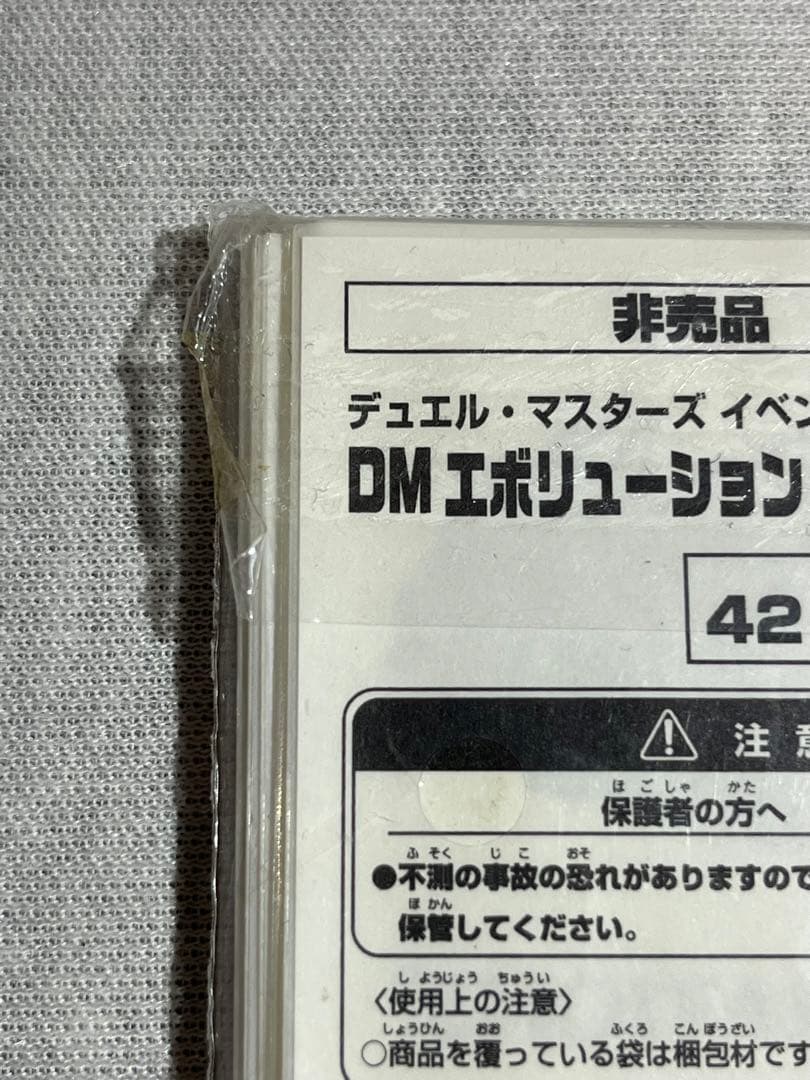 非売品
デュエル・マスターズ イベン
DM エボリューション
42
注意
ほごしゃ かた
保護者の方へ
ふそく じこ おそ
●不測の事故の恐れがありますので
ほかん
保管してください。
しようじょう ちゅうい
〈使用上の注意〉
しょうひん おお ふくろ こんぽうざい
○商品を覆っている袋は梱包材です